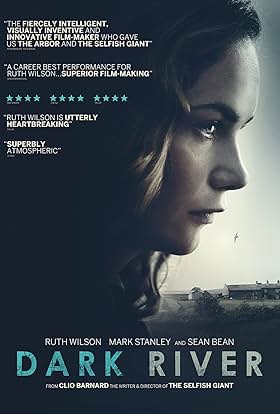 "THE FIERCELY INTELLIGENT,
VISUALLY INVENTIVE AND
INNOVATIVE FILM-MAKER WHO GAVE
US THE ARBOR AND THE SELFISH GIANT"
"A CAREER BEST PERFORMANCE FOR
RUTH WILSON...SUPERIOR FILM-MAKING"
"RUTH WILSON IS UTTERLY
HEARTBREAKING"
"SUPERBLY
ATMOSPHERIC"
RUTH WILSON MARK STANLEY AND SEAN BEAN
DARK RIVER
FROM CLIO BARNARD THE WRITER & DIRECTOR OF THE SELFISH GIANT